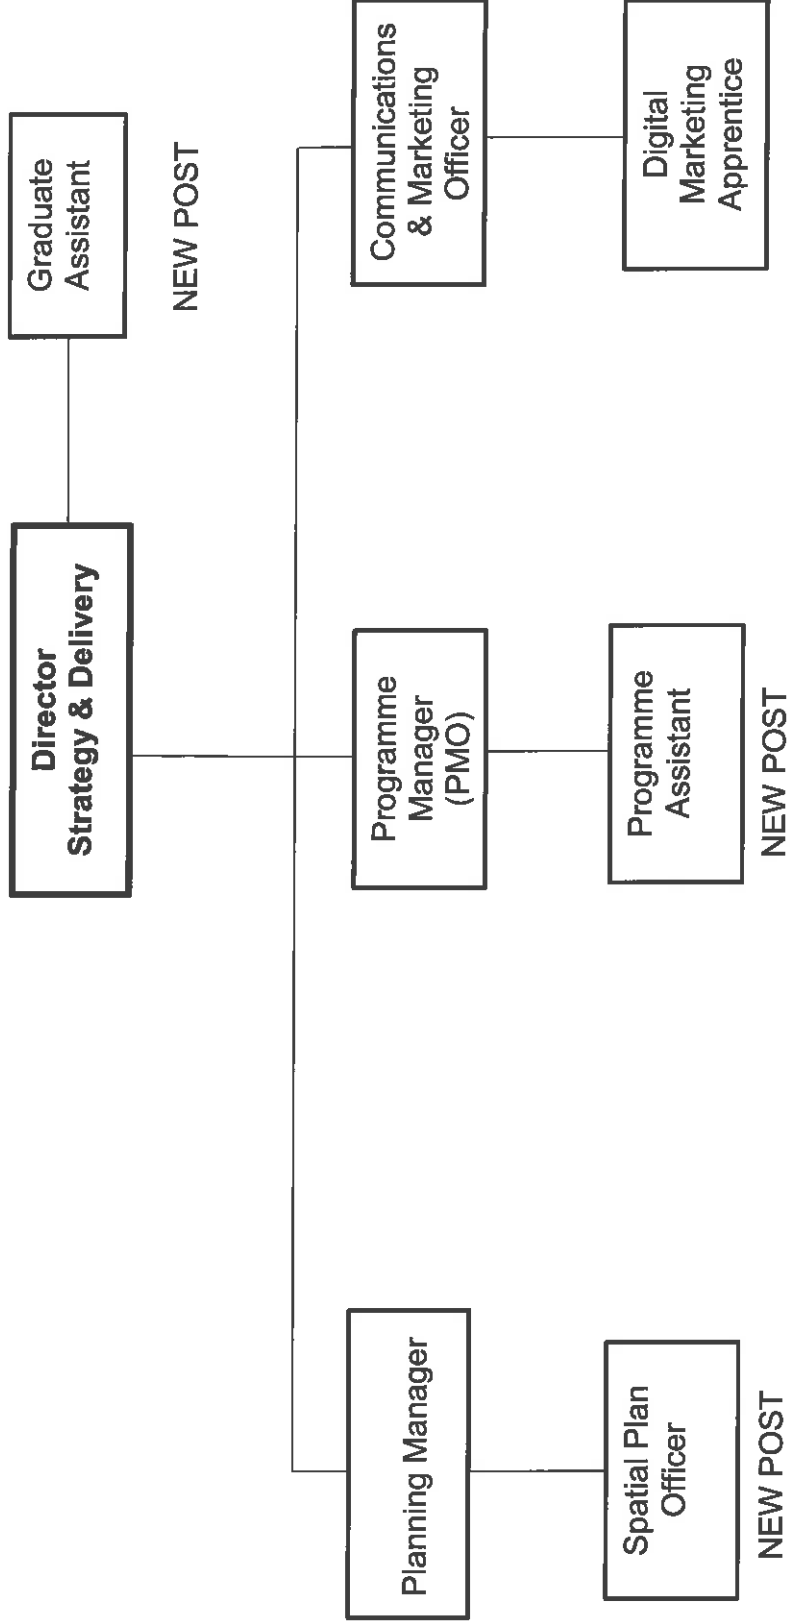 Director
Strategy & Delivery
Graduate
Assistant
NEW POST
Planning Manager
Programme
Manager
(PMO)
Communications
& Marketing
Officer
Spatial Plan
Officer
NEW POST
Programme
Assistant
NEW POST
Digital
Marketing
Apprentice